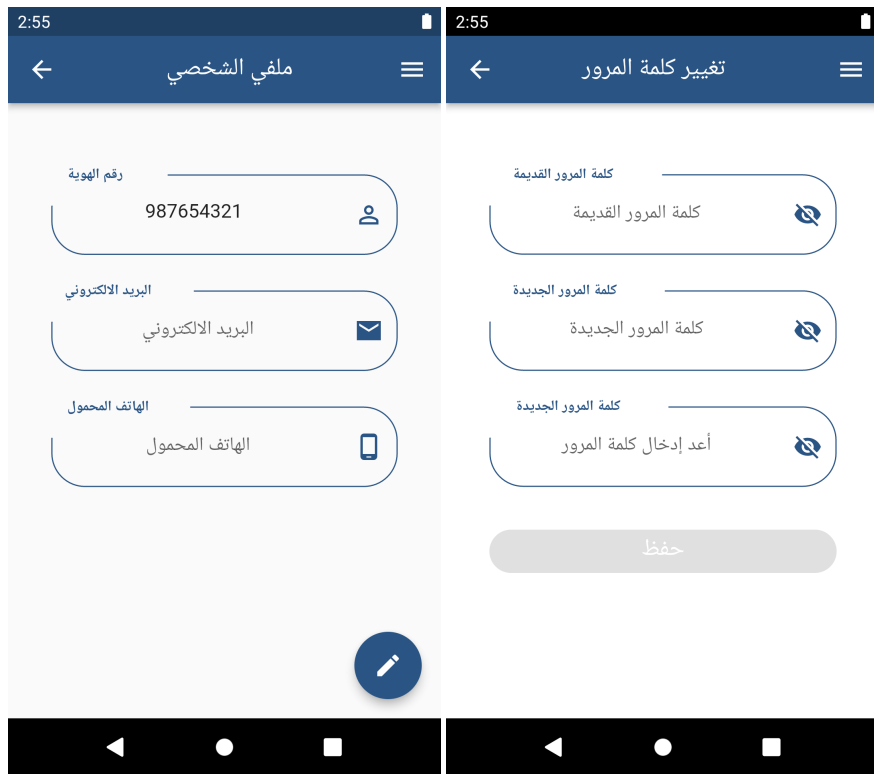 2:55
ملفي الشخصي
رقم الهوية
987654321
البريد الالكتروني
البريد الالكتروني
الهاتف المحمول
الهاتف المحمول
2:55
تغيير كلمة المرور
كلمة المرور القديمة
كلمة المرور القديمة
كلمة المرور الجديدة
كلمة المرور الجديدة
كلمة المرور الجديدة
أعد إدخال كلمة المرور
حفظ